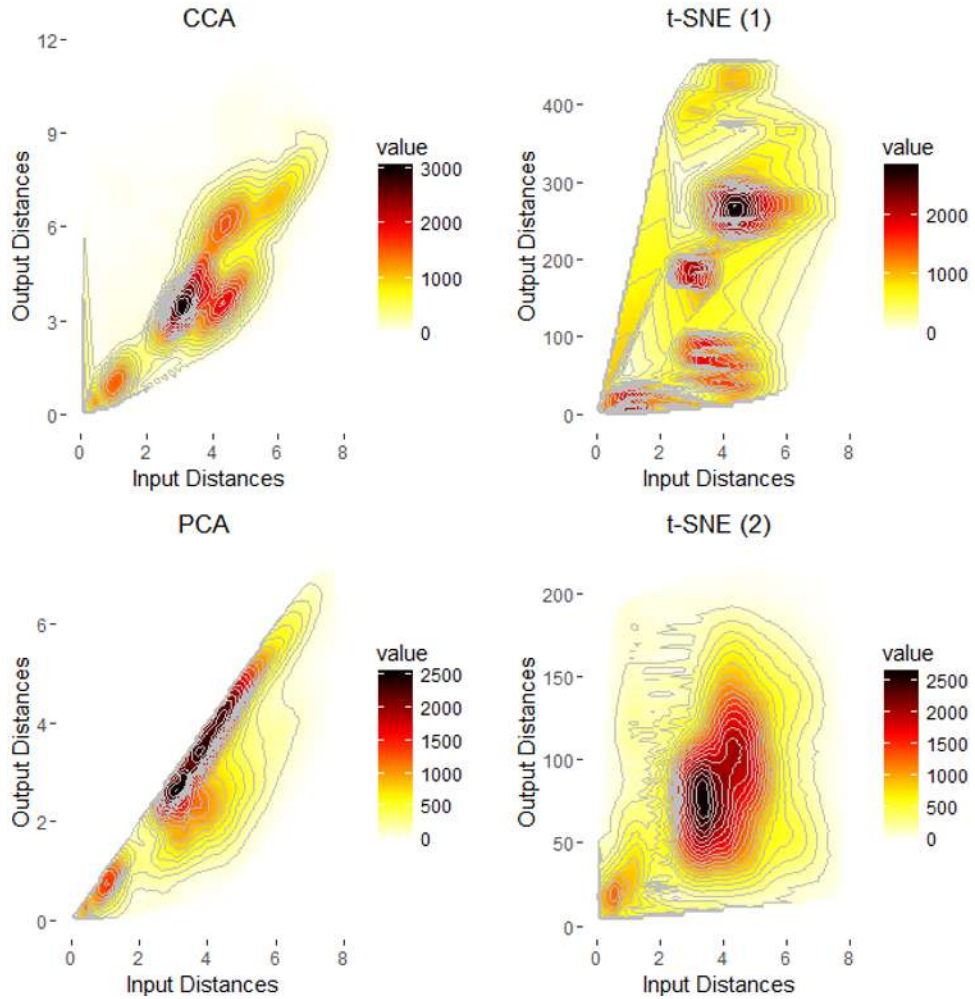 CCA
12
9
6
3
0
Output Distances
0 2 4 6 8
Input Distances
value
3000
2000
1000
0
t-SNE (1)
400
300
200
100
0
Output Distances
0 2 4 6 8
Input Distances
value
2000
1000
0
PCA
6
4
2
0
Output Distances
0 2 4 6 8
Input Distances
value
2500
2000
1500
1000
500
0
t-SNE (2)
200
150
100
50
0
Output Distances
0 2 4 6 8
Input Distances
value
2500
2000
1500
1000
500
0